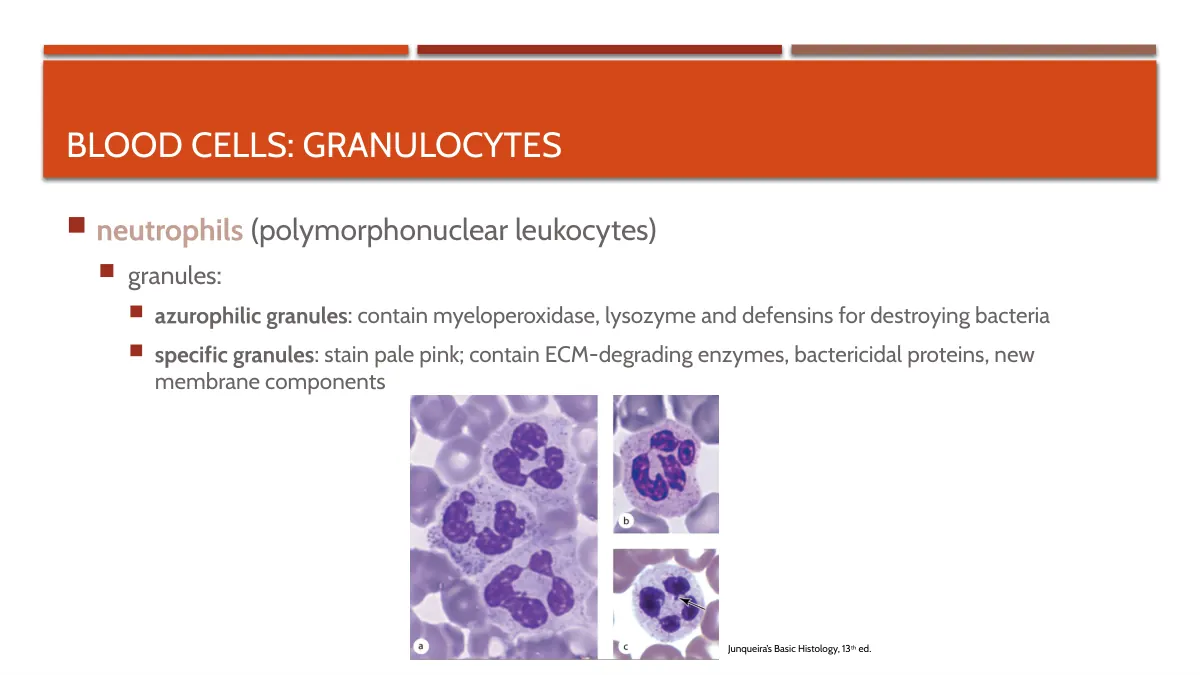 BLOOD CELLS: GRANULOCYTES
neutrophils (polymorphonuclear leukocytes)
granules:
azurophilic granules: contain myeloperoxidase, lysozyme and defensins for destroying bacteria
specific granules: stain pale pink; contain ECM-degrading enzymes, bactericidal proteins, new
membrane components
b
a
c
Junqueira's Basic Histology, 13th ed.